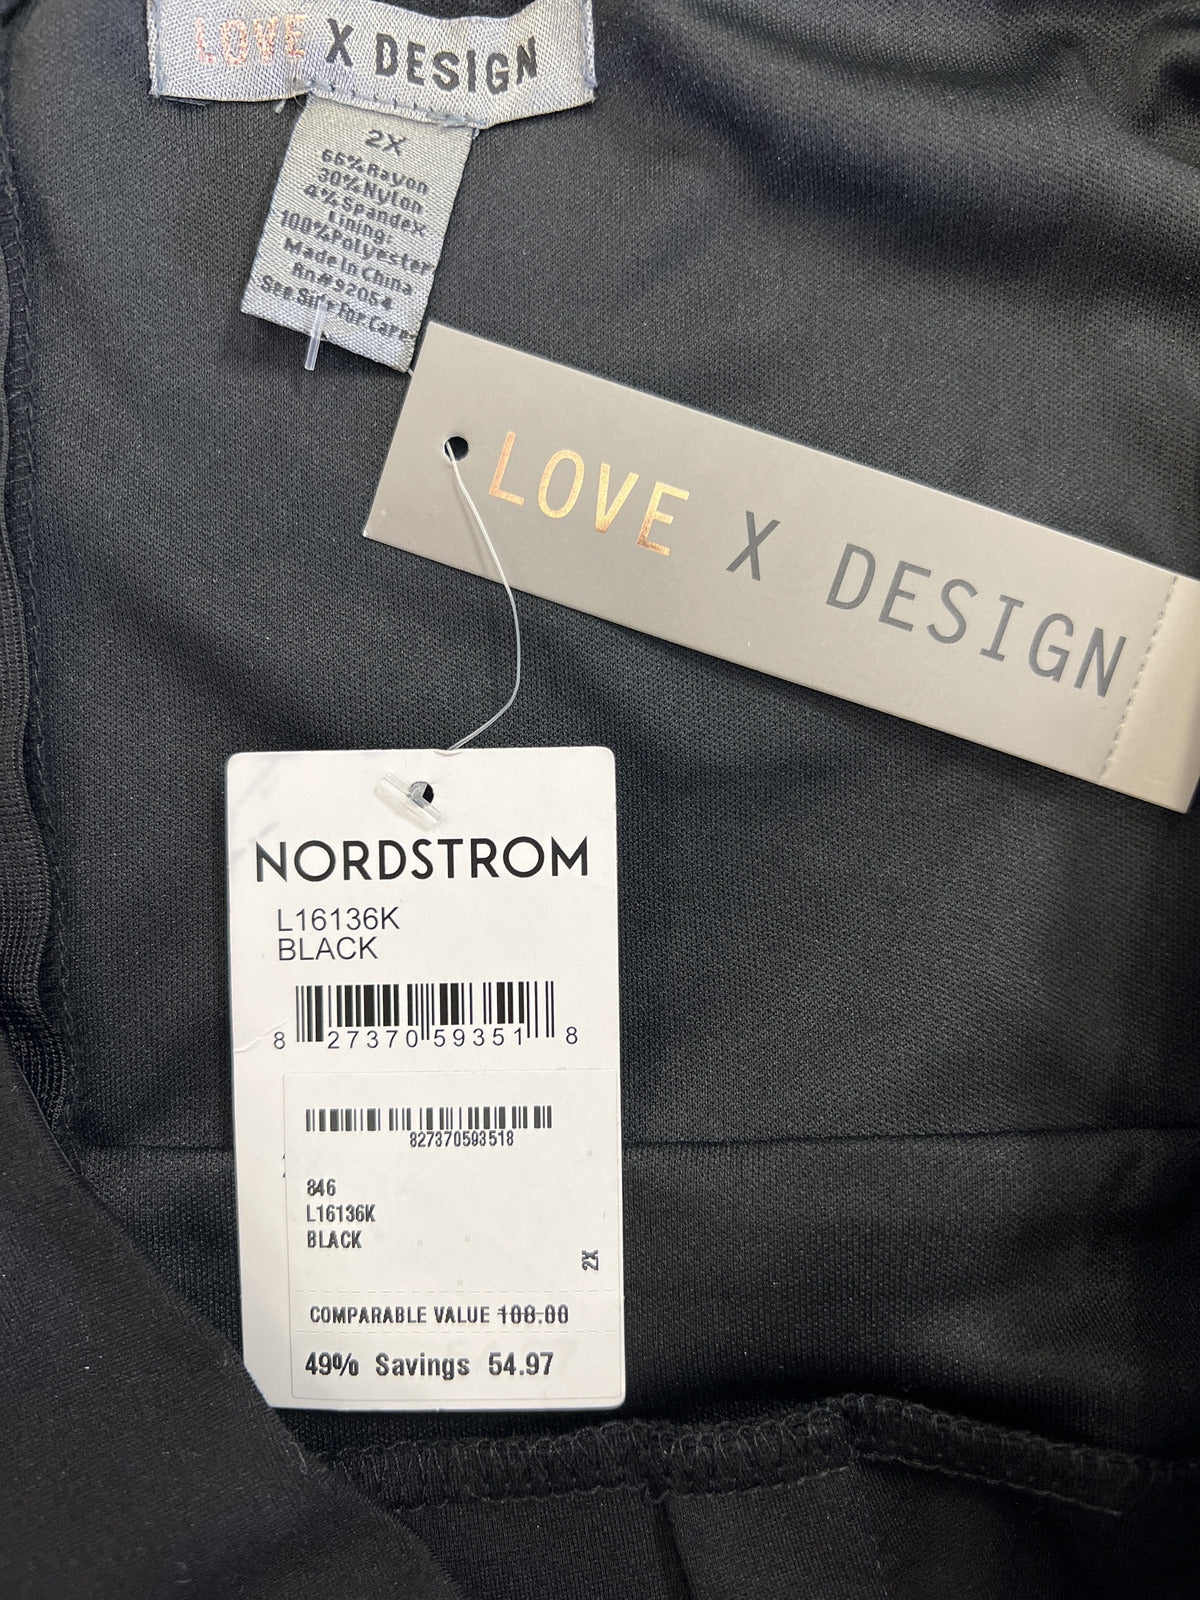 LOVE X DESIGN
2X
66%Rayon
30%Nylon
4%Spandex
Lining:
100%Polyester
Made in China
Rn#92054
See Side For Care
LOVE X DESIGN
NORDSTROM
L16136K
BLACK
8 27370 59351 8
827370593518
846
L16136K
BLACK
2X
COMPARABLE VALUE 108.00
49% Savings 54.97